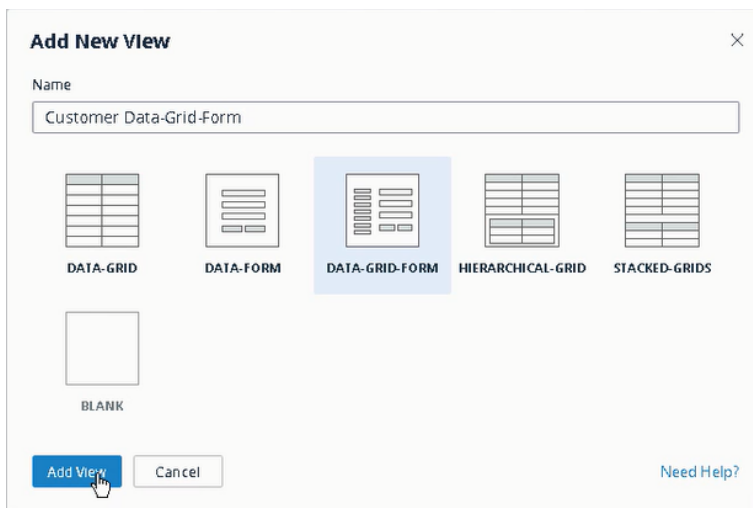 Add New View
Name
Customer Data-Grid-Form
DATA-GRID DATA-FORM DATA-GRID-FORM HIERARCHICAL-GRID STACKED-GRIDS
BLANK
Add View Cancel Need Help?